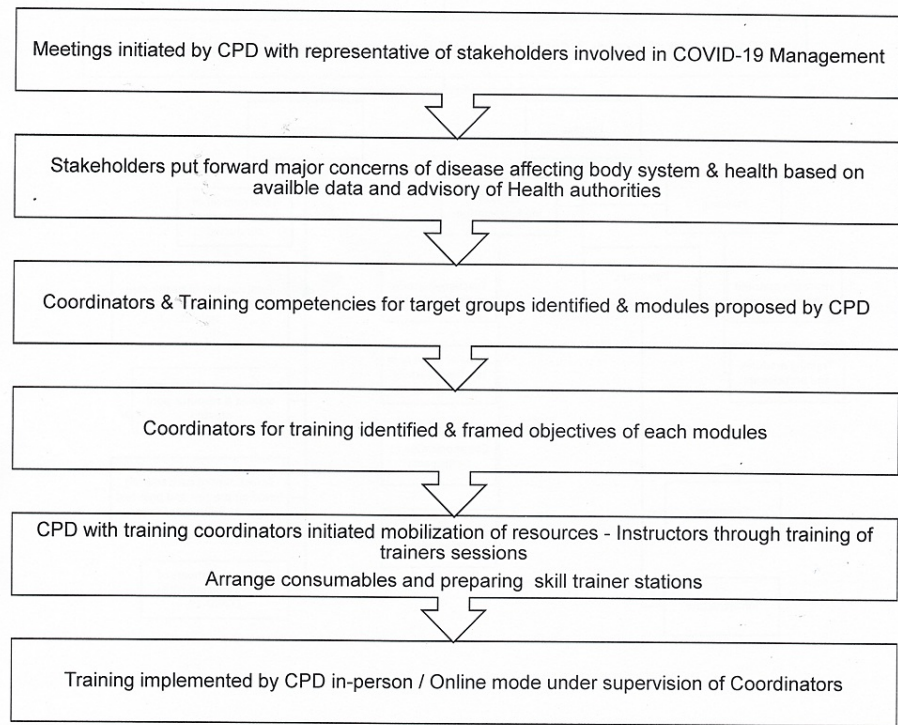 Meetings initiated by CPD with representative of stakeholders involved in COVID-19 Management
Stakeholders put forward major concerns of disease affecting body system & health based on
availble data and advisory of Health authorities
Coordinators & Training competencies for target groups identified & modules proposed by CPD
Coordinators for training identified & framed objectives of each modules
CPD with training coordinators initiated mobilization of resources - Instructors through training of
trainers sessions
Arrange consumables and preparing skill trainer stations
Training implemented by CPD in-person / Online mode under supervision of Coordinators